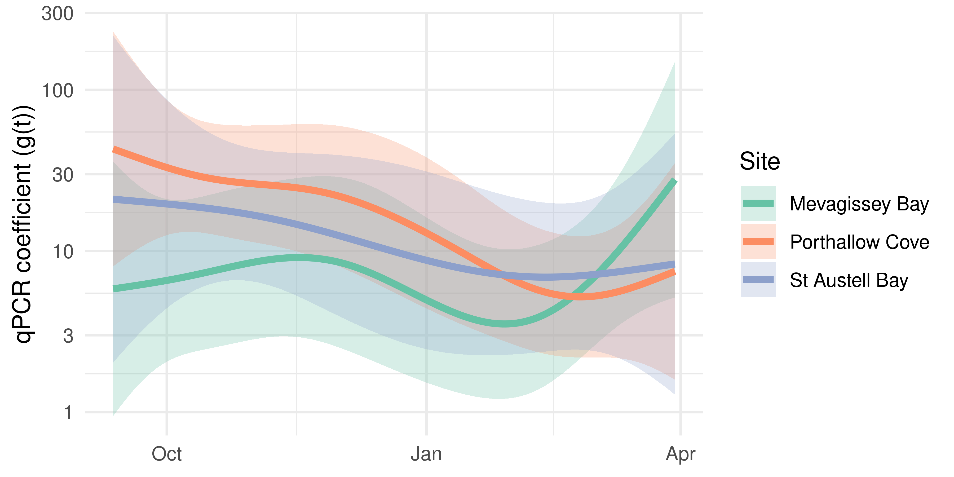 300
100
30
10
3
1
qPCR coefficient (g(t))
Oct
Jan
Apr
Site
Mevagissey Bay
Porthallow Cove
St Austell Bay